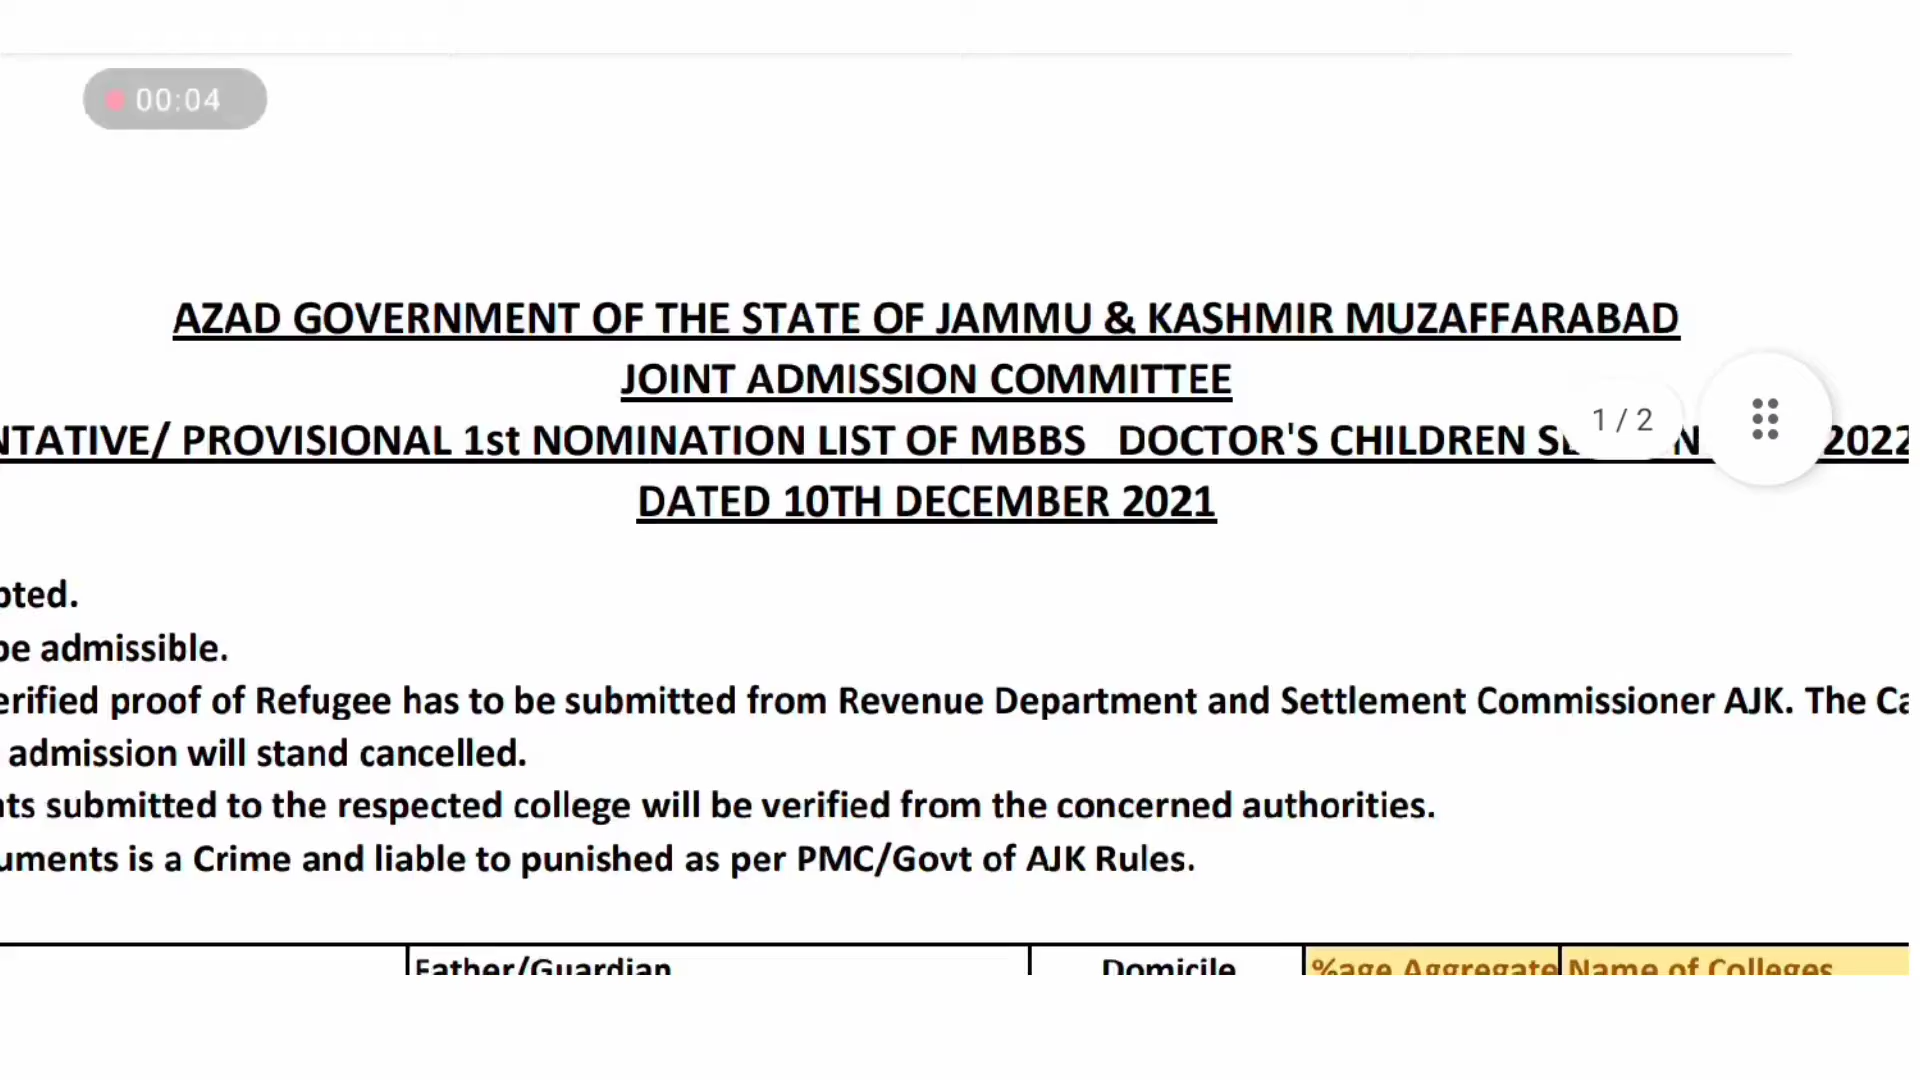 00:04
AZAD GOVERNMENT OF THE STATE OF JAMMU & KASHMIR MUZAFFARABAD
JOINT ADMISSION COMMITTEE
NTATIVE/ PROVISIONAL 1st NOMINATION LIST OF MBBS DOCTOR'S CHILDREN 2022
1 / 2
DATED 10TH DECEMBER 2021
pted.
be admissible.
erified proof of Refugee has to be submitted from Revenue Department and Settlement Commissioner AJK. The Ca
admission will stand cancelled.
nts submitted to the respected college will be verified from the concerned authorities.
uments is a Crime and liable to punished as per PMC/Govt of AJK Rules.
Father/Guardian Domicile %age Aggregate Name of Colleges